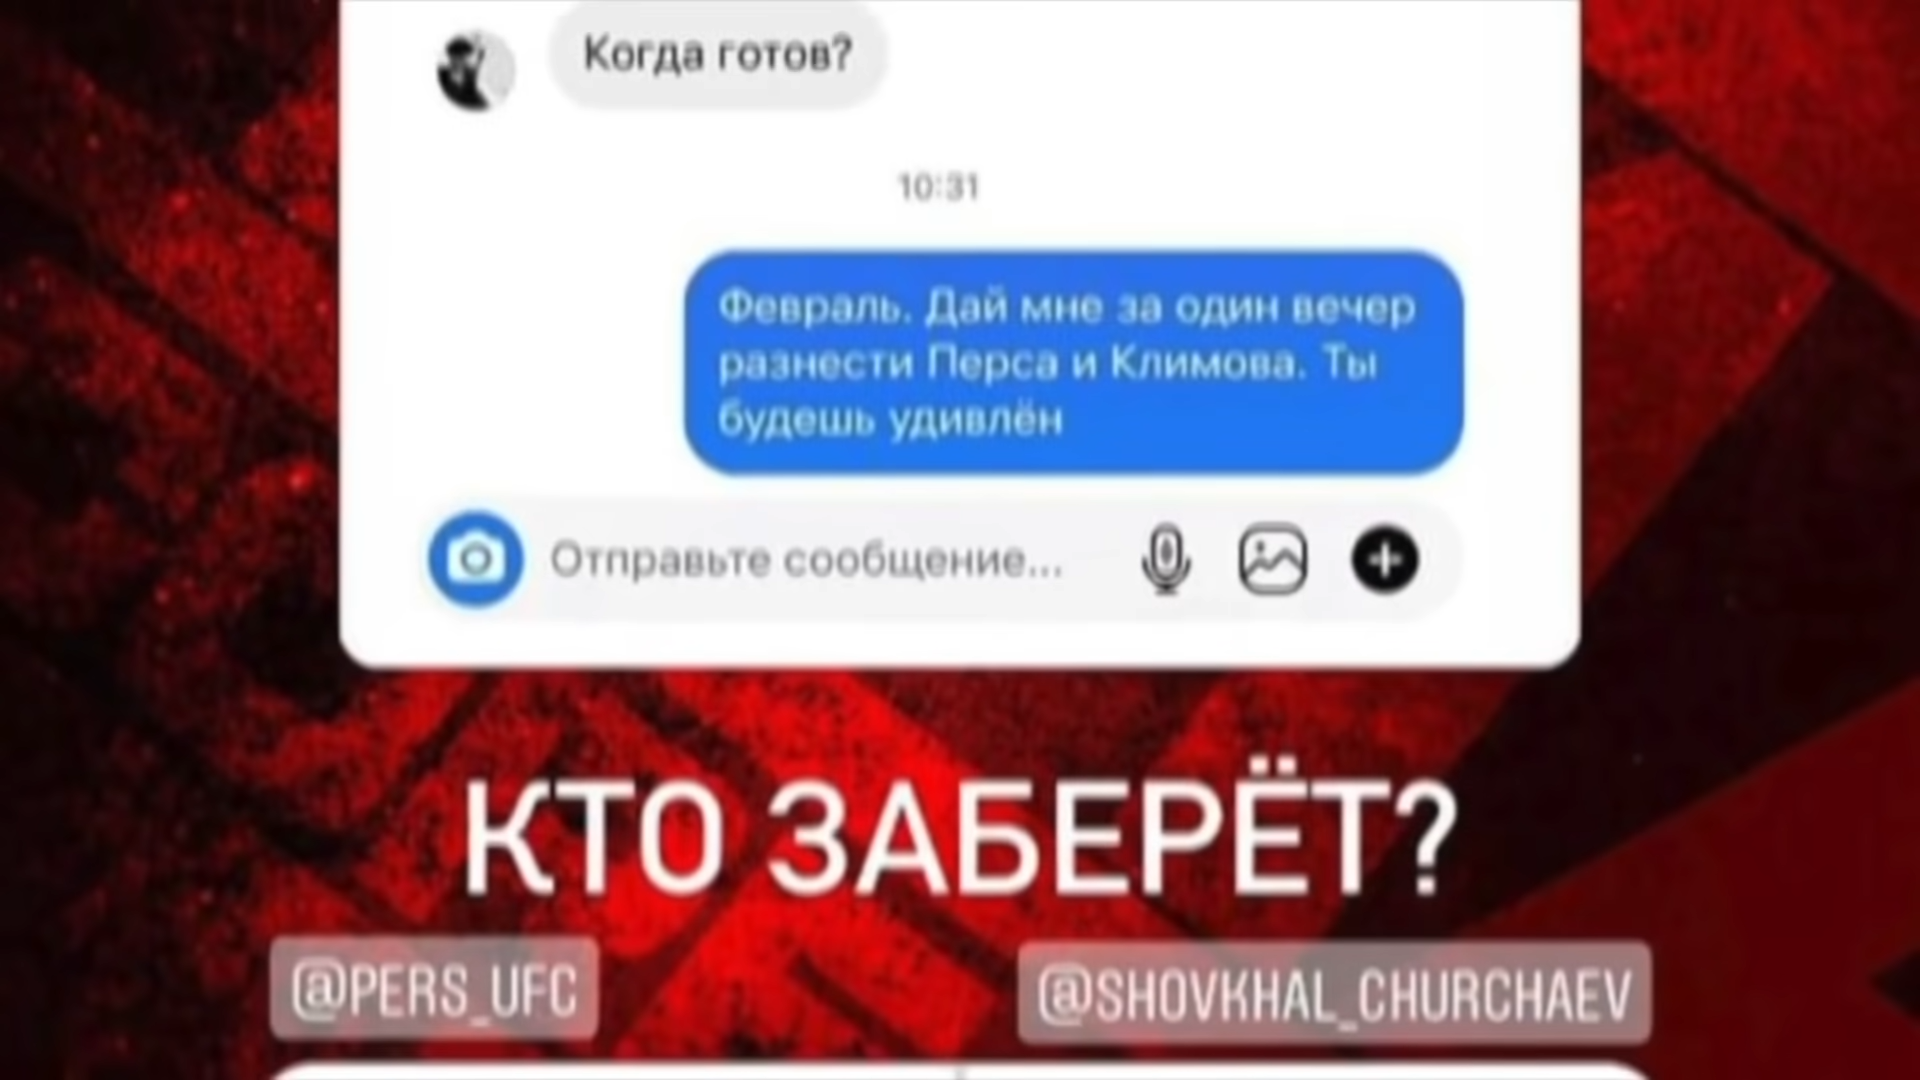 Когда готов?
10:31
Февраль. Дай мне за один вечер
разнести Перса и Климова. Ты
будешь удивлён
Отправьте сообщение...
КТО ЗАБЕРЁТ?
@PERS_UFC
@SHOVKHAL_CHURCHAEV